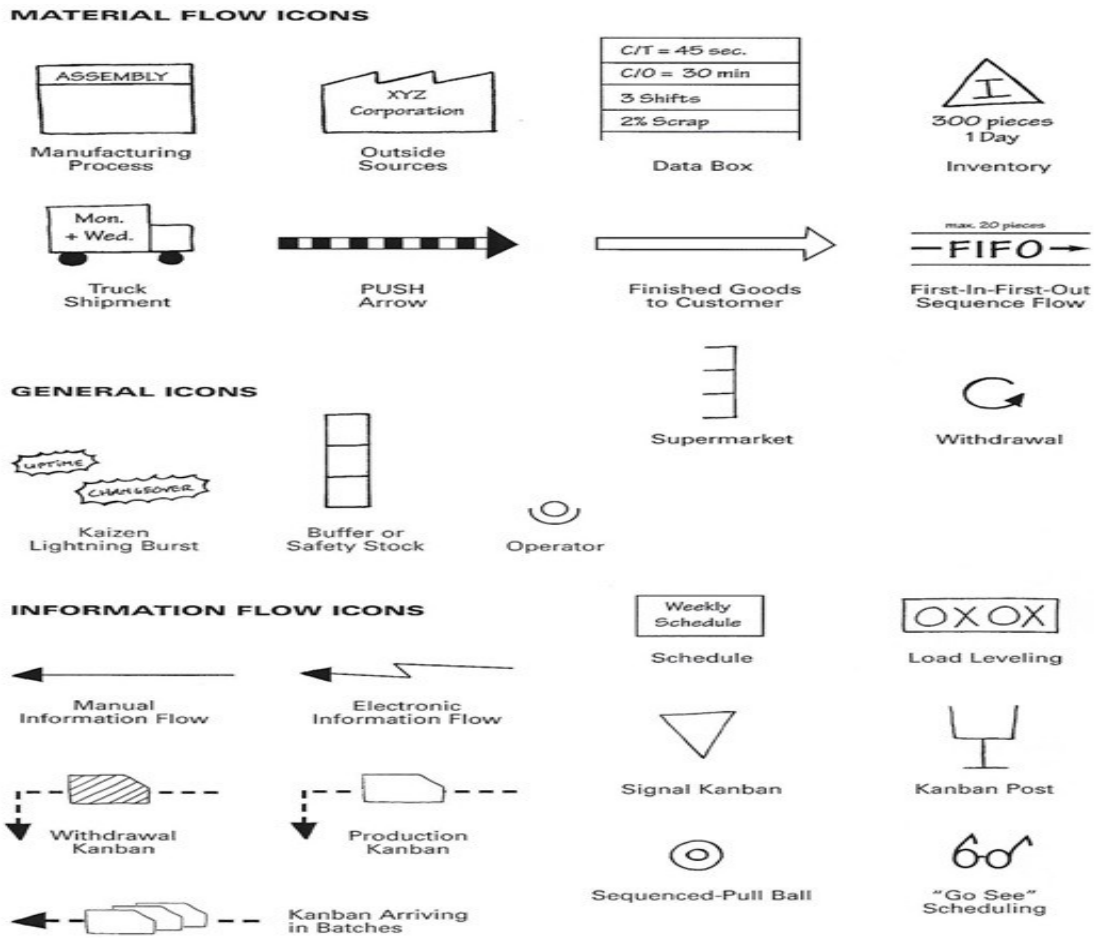 MATERIAL FLOW ICONS
ASSEMBLY
Manufacturing
Process
XYZ
Corporation
Outside
Sources
C/T = 45 sec.
C/O = 30 min
3 Shifts
2% Scrap
Data Box
I
300 pieces
1 Day
Inventory
Mon.
+ Wed.
Truck
Shipment
PUSH
Arrow
Finished Goods
to Customer
max. 20 pieces
FIFO
First-In-First-Out
Sequence Flow
Supermarket
Withdrawal
GENERAL ICONS
UPTIME
CHANGEOVER
Kaizen
Lightning Burst
Buffer or
Safety Stock
Operator
INFORMATION FLOW ICONS
Manual
Information Flow
Electronic
Information Flow
Weekly
Schedule
Schedule
OXOX
Load Leveling
Withdrawal
Kanban
Production
Kanban
Signal Kanban
Kanban Post
Kanban Arriving
in Batches
Sequenced-Pull Ball
"Go See"
Scheduling